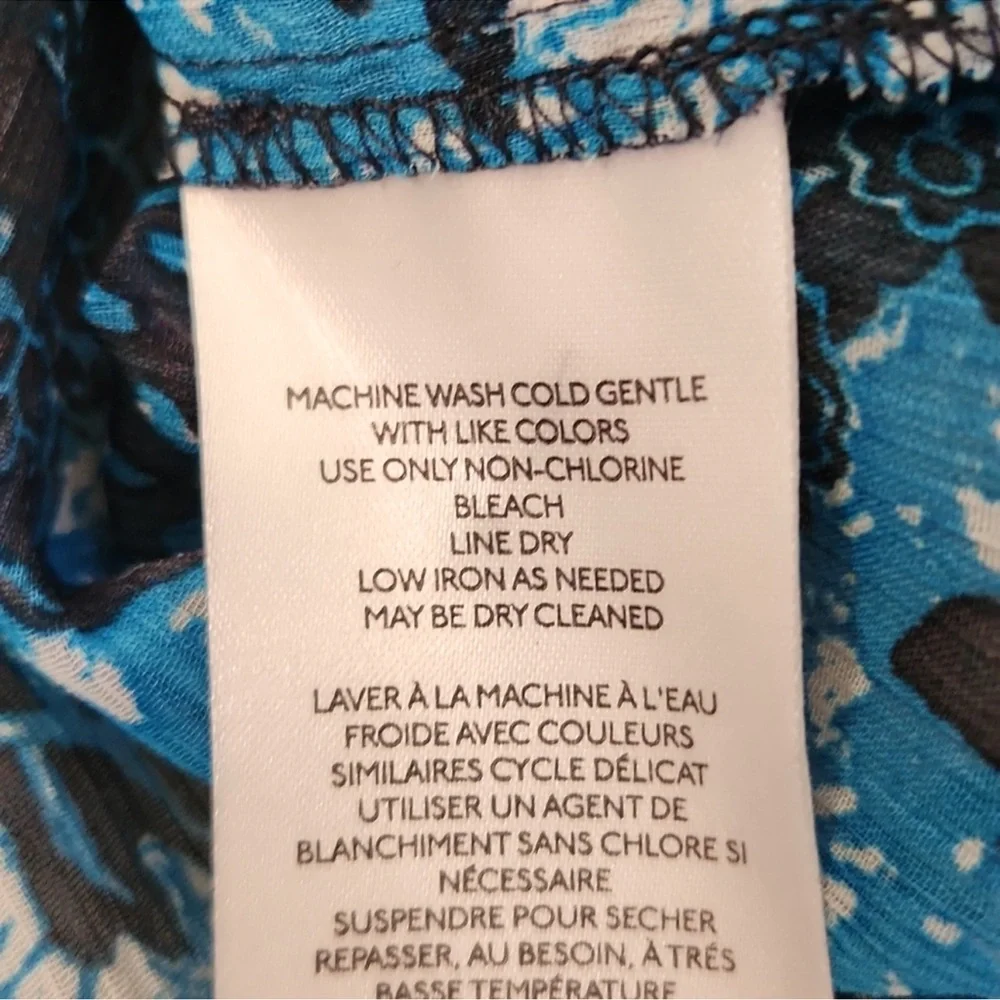 MACHINE WASH COLD GENTLE
WITH LIKE COLORS
USE ONLY NON-CHLORINE
BLEACH
LINE DRY
LOW IRON AS NEEDED
MAY BE DRY CLEANED
LAVER À LA MACHINE À L'EAU
FROIDE AVEC COULEURS
SIMILAIRES CYCLE DÉLICAT
UTILISER UN AGENT DE
BLANCHIMENT SANS CHLORE SI
NÉCESSAIRE
SUSPENDRE POUR SECHER
REPASSER, AU BESOIN, À TRÉS
BASSE TEMPÉRATURE